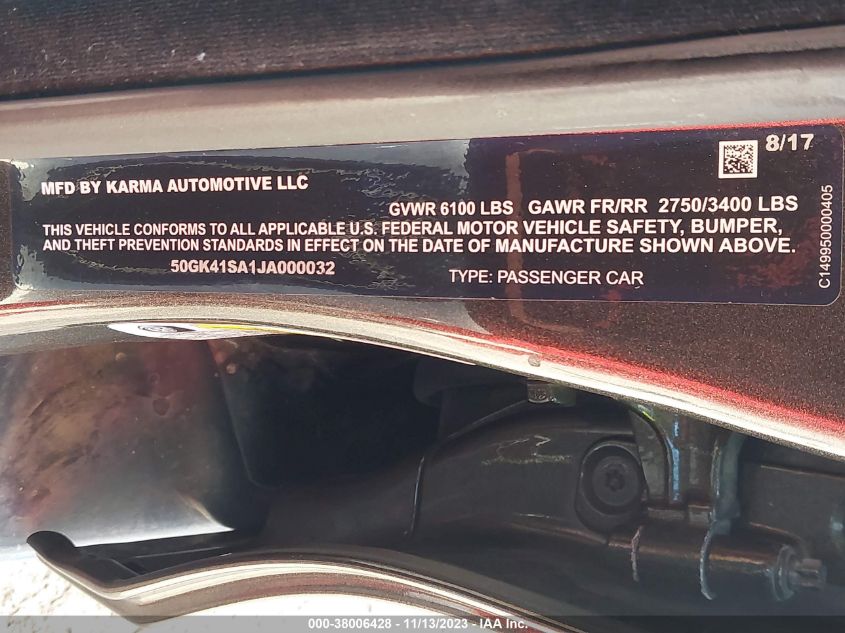 8/17
MFD BY KARMA AUTOMOTIVE LLC
GVWR 6100 LBS GAWR FR/RR 2750/3400 LBS
THIS VEHICLE CONFORMS TO ALL APPLICABLE U.S. FEDERAL MOTOR VEHICLE SAFETY, BUMPER,
AND THEFT PREVENTION STANDARDS IN EFFECT ON THE DATE OF MANUFACTURE SHOWN ABOVE.
50GK41SA1JA000032
TYPE: PASSENGER CAR
C149950000405
000-38006428 - 11/13/2023 - IAA Inc.